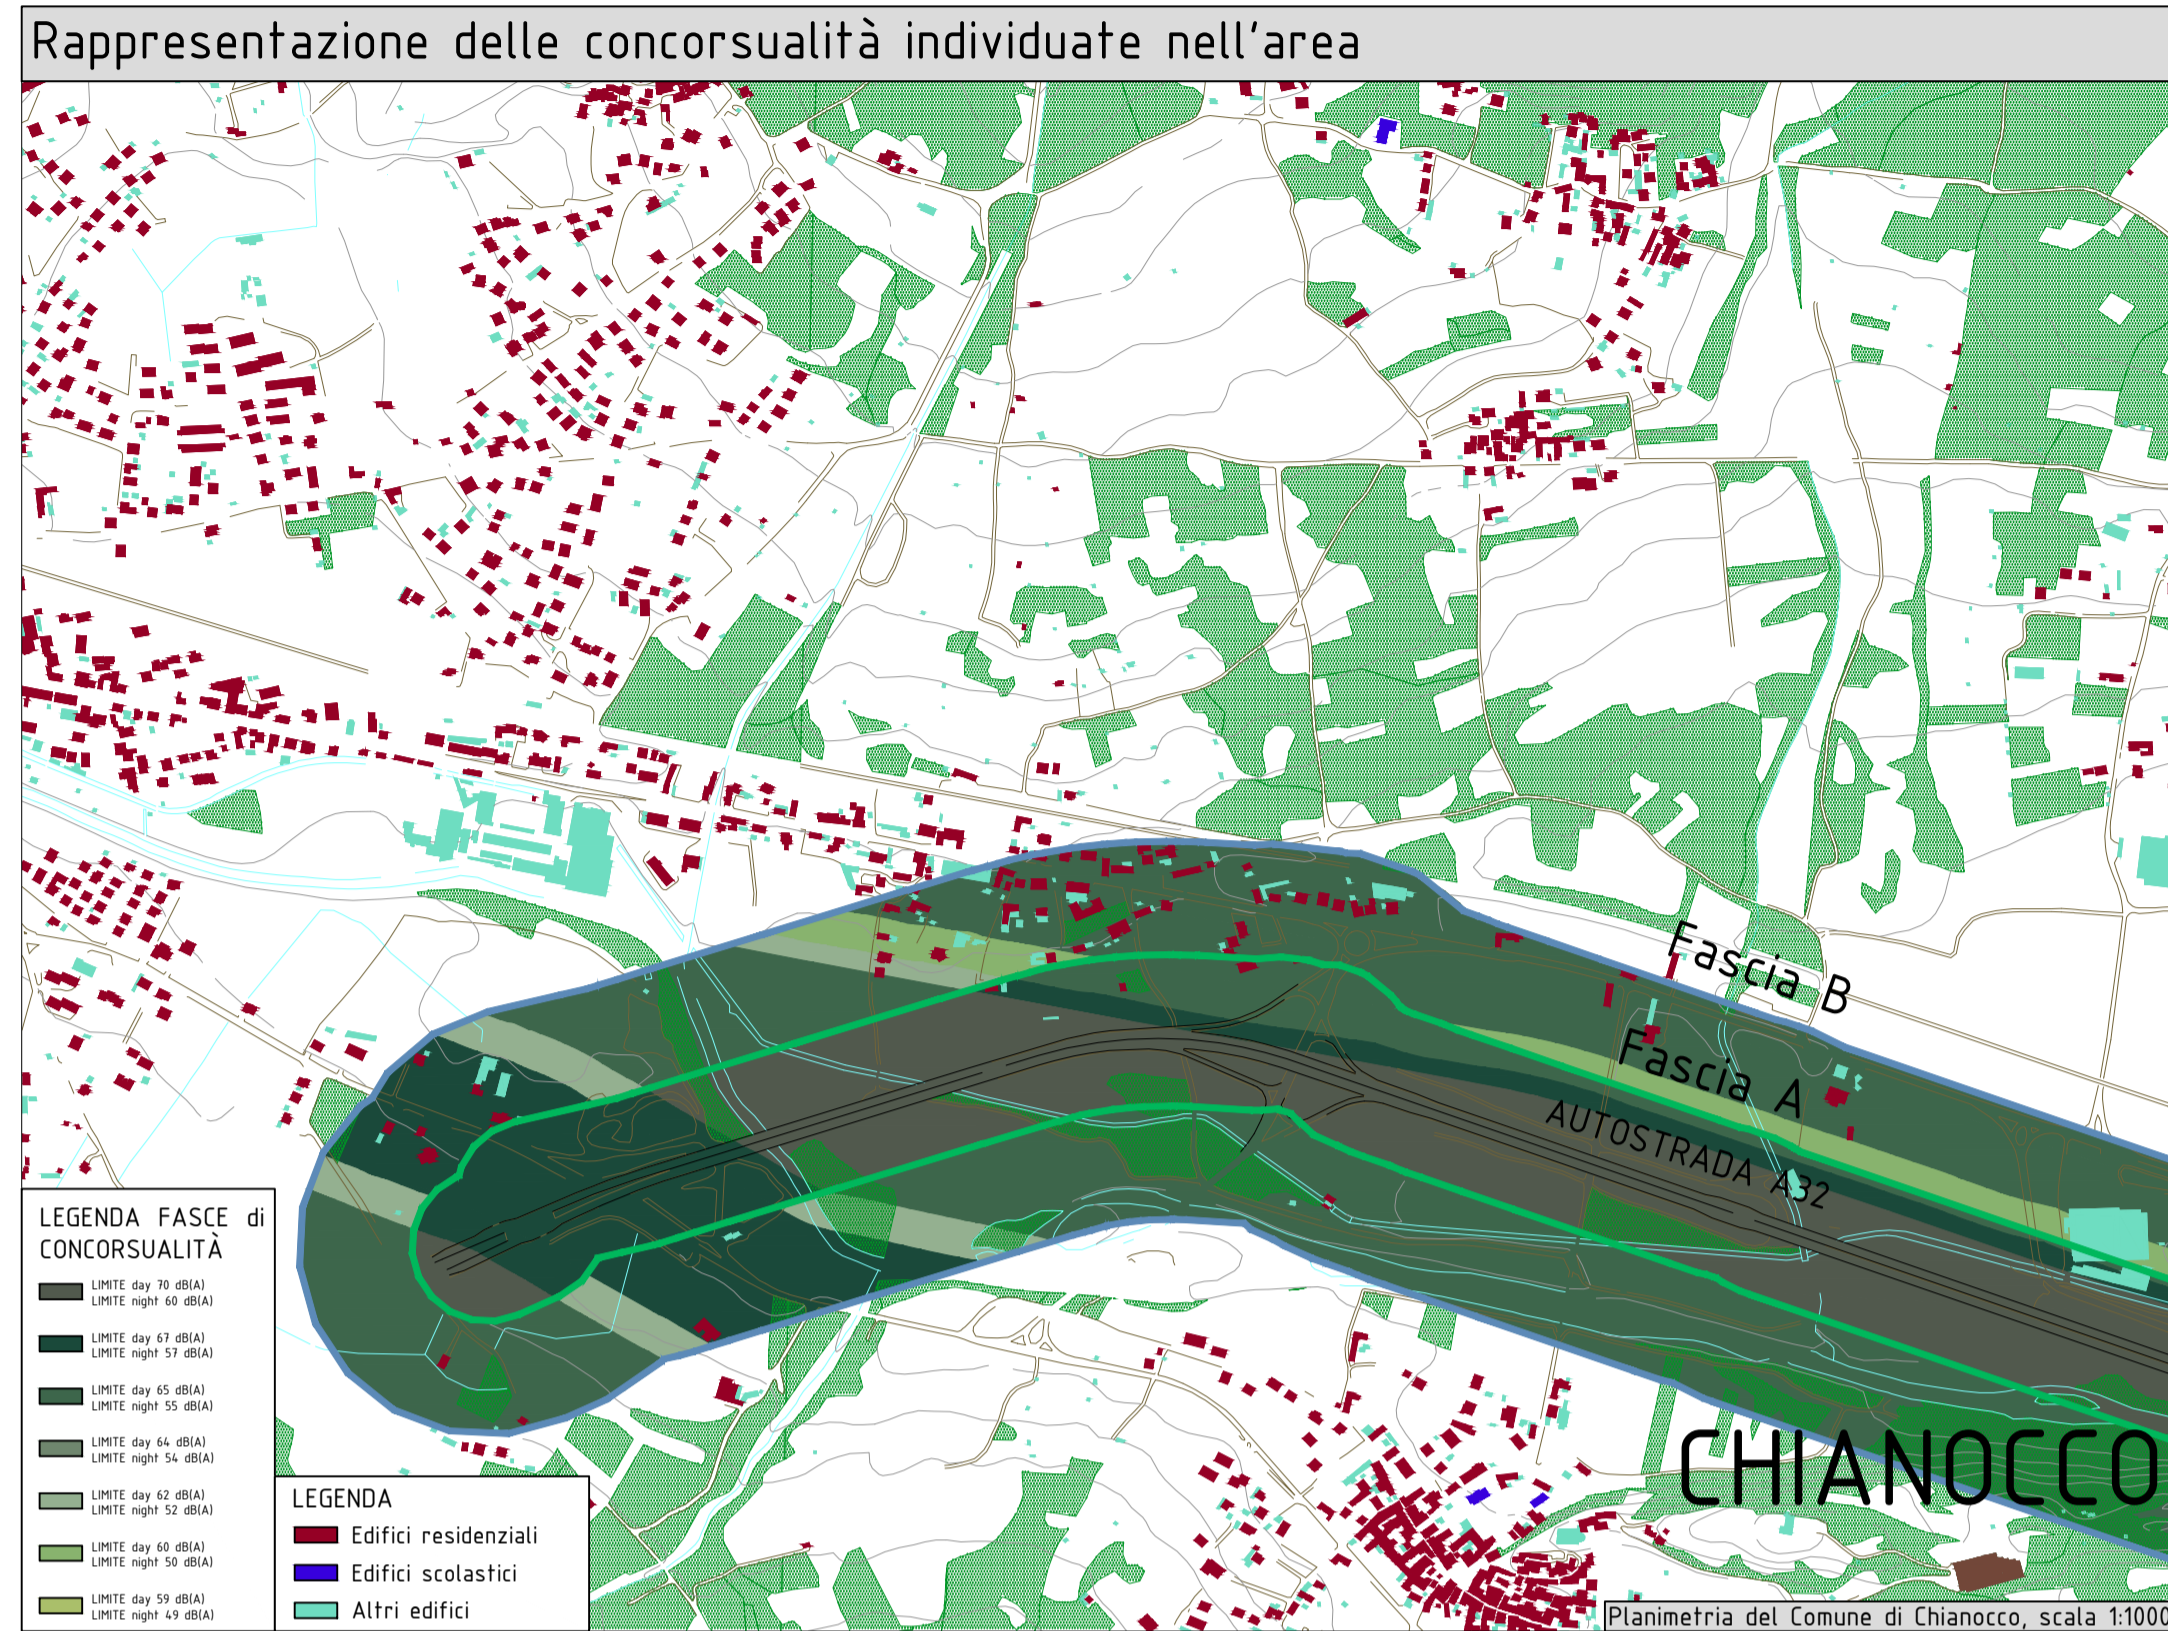 Rappresentazione delle concorsualità individuate nell'area
Fascia B
Fascia A
AUTOSTRADA A32
CHIANOCCO
LEGENDA FASCE di
CONCORSUALITÀ
LIMITE day 70 dB(A)
LIMITE night 60 dB(A)
LIMITE day 67 dB(A)
LIMITE night 57 dB(A)
LIMITE day 65 dB(A)
LIMITE night 55 dB(A)
LIMITE day 64 dB(A)
LIMITE night 54 dB(A)
LIMITE day 62 dB(A)
LIMITE night 52 dB(A)
LIMITE day 60 dB(A)
LIMITE night 50 dB(A)
LIMITE day 59 dB(A)
LIMITE night 49 dB(A)
LEGENDA
Edifici residenziali
Edifici scolastici
Altri edifici
Planimetria del Comune di Chianocco, scala 1:1000